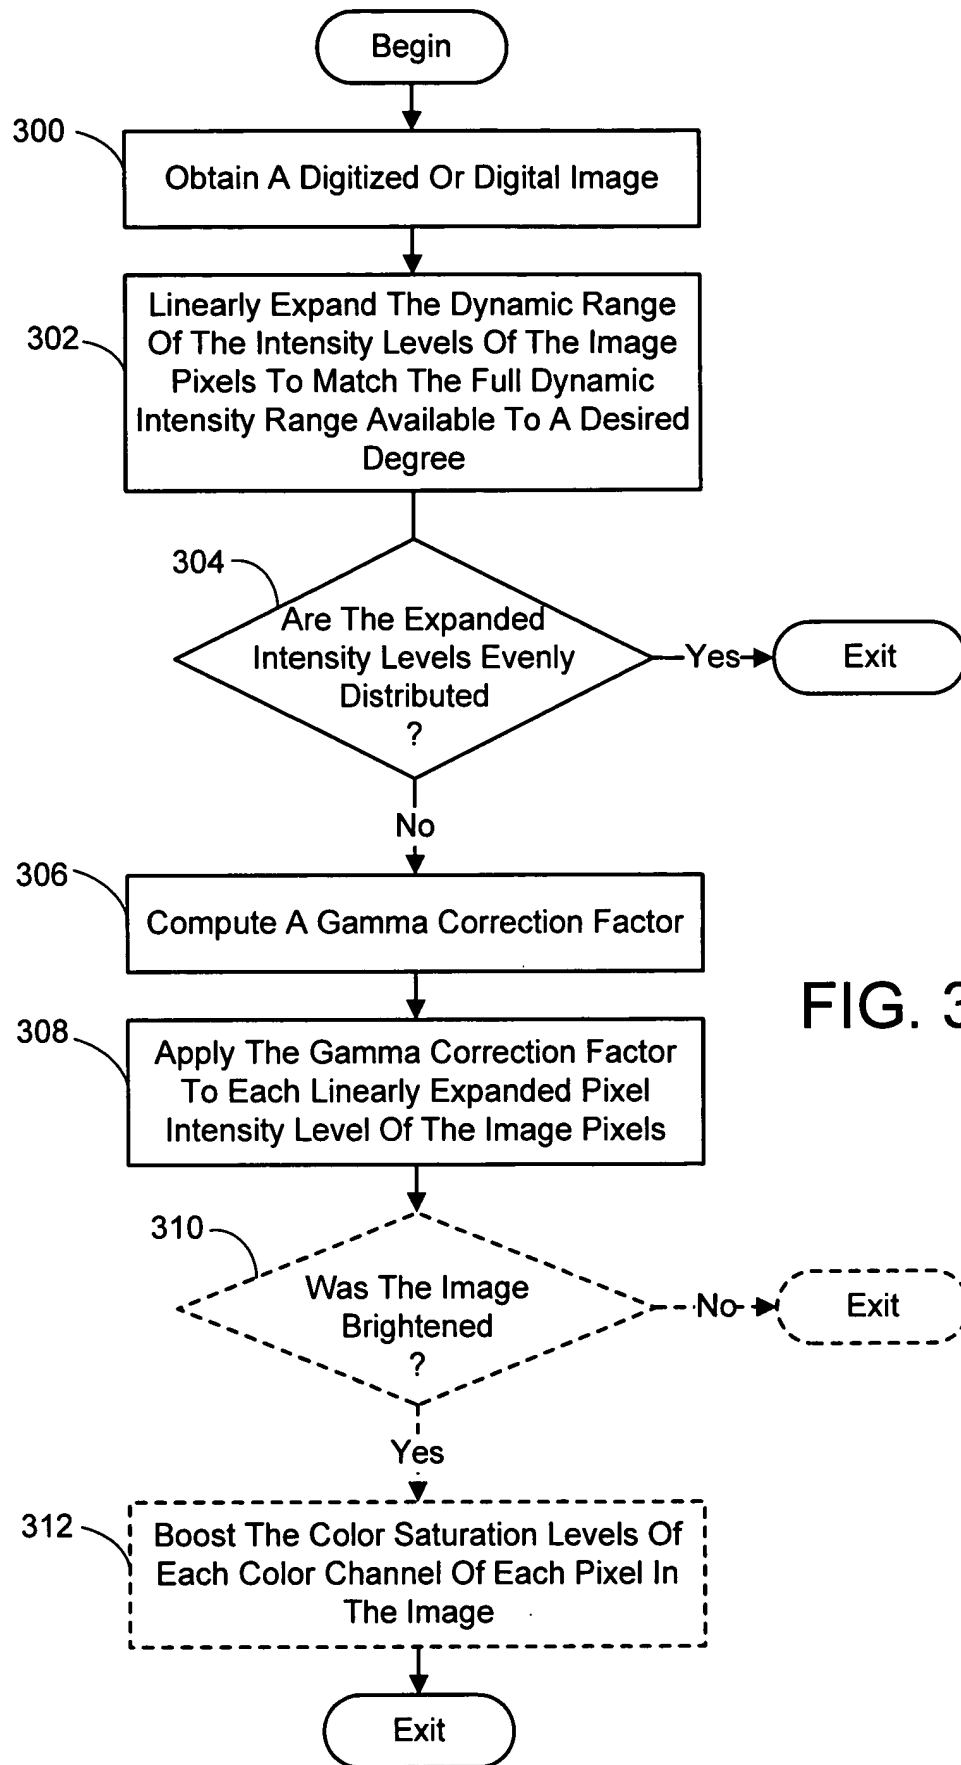 Begin
300
Obtain A Digitized Or Digital Image
302
Linearly Expand The Dynamic Range
Of The Intensity Levels Of The Image
Pixels To Match The Full Dynamic
Intensity Range Available To A Desired
Degree
304
Are The Expanded
Intensity Levels Evenly
Distributed
?
Yes
Exit
No
306
Compute A Gamma Correction Factor
FIG. 3
308
Apply The Gamma Correction Factor
To Each Linearly Expanded Pixel
Intensity Level Of The Image Pixels
310
Was The Image
Brightened
?
No
Exit
Yes
312
Boost The Color Saturation Levels Of
Each Color Channel Of Each Pixel In
The Image
Exit